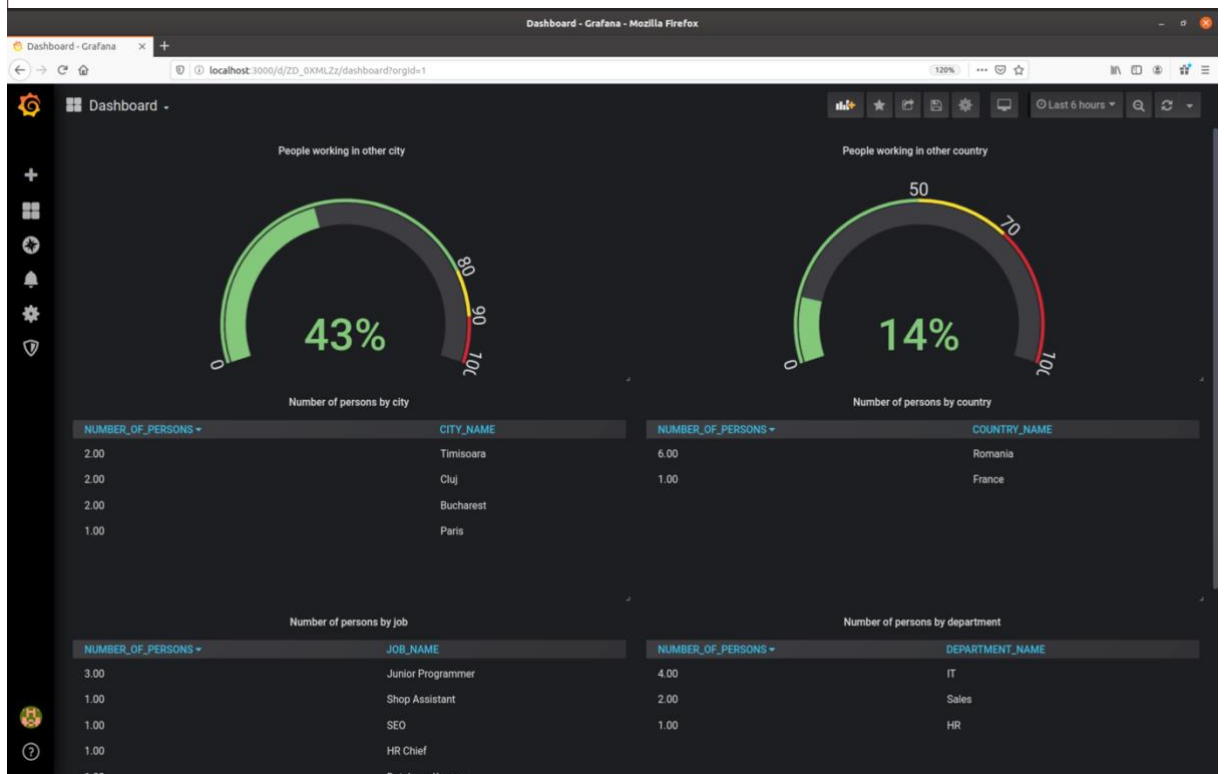 Dashboard - Grafana - Mozilla Firefox
Dashboard - Grafana
localhost:3000/d/ZD_0XMLZz/dashboard?orgId=1 120%
Dashboard Last 6 hours
People working in other city
80
90
43%
0 100
People working in other country
50
70
14%
0 100
Number of persons by city
NUMBER_OF_PERSONS CITY_NAME
2.00 Timisoara
2.00 Cluj
2.00 Bucharest
1.00 Paris
Number of persons by country
NUMBER_OF_PERSONS COUNTRY_NAME
6.00 Romania
1.00 France
Number of persons by job
NUMBER_OF_PERSONS JOB_NAME
3.00 Junior Programmer
1.00 Shop Assistant
1.00 SEO
1.00 HR Chief
Number of persons by department
NUMBER_OF_PERSONS DEPARTMENT_NAME
4.00 IT
2.00 Sales
1.00 HR